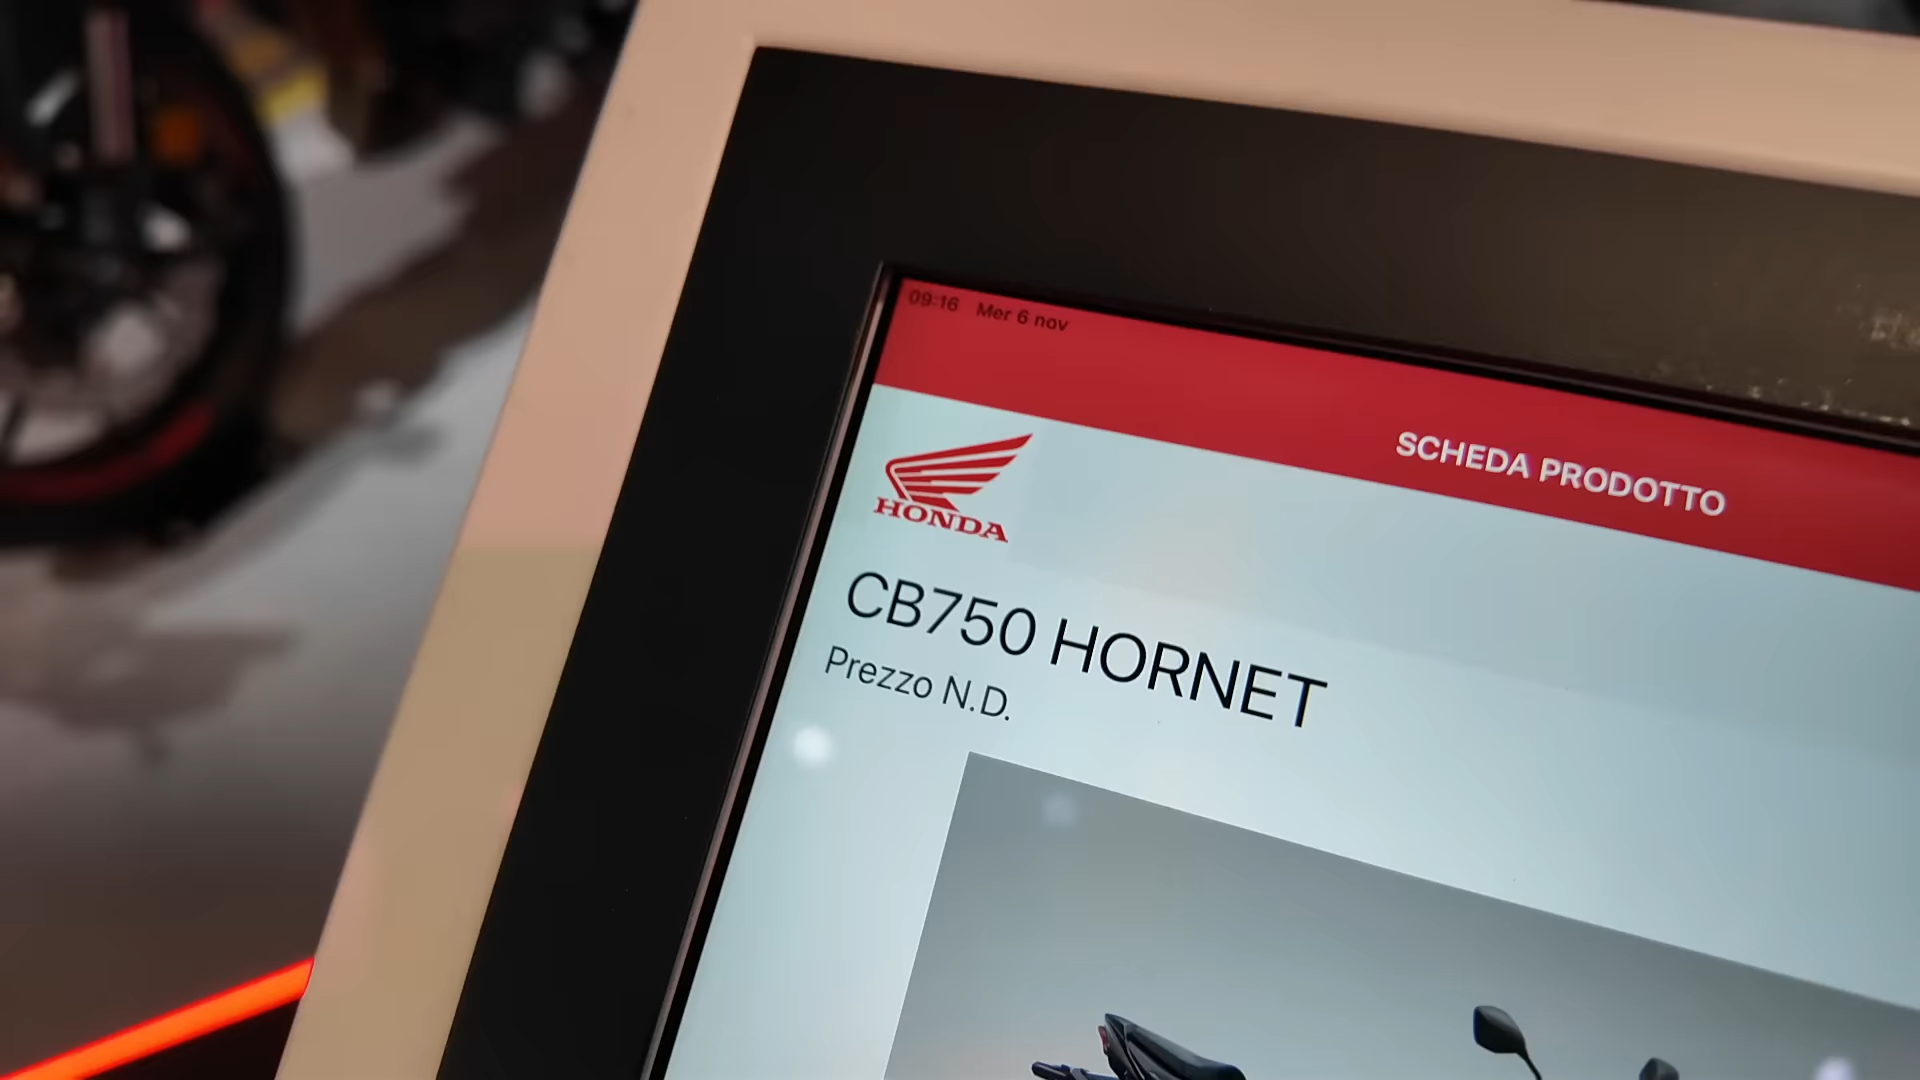 09:16 Mer 6 nov
SCHEDA PRODOTTO
HONDA
CB750 HORNET
Prezzo N.D.